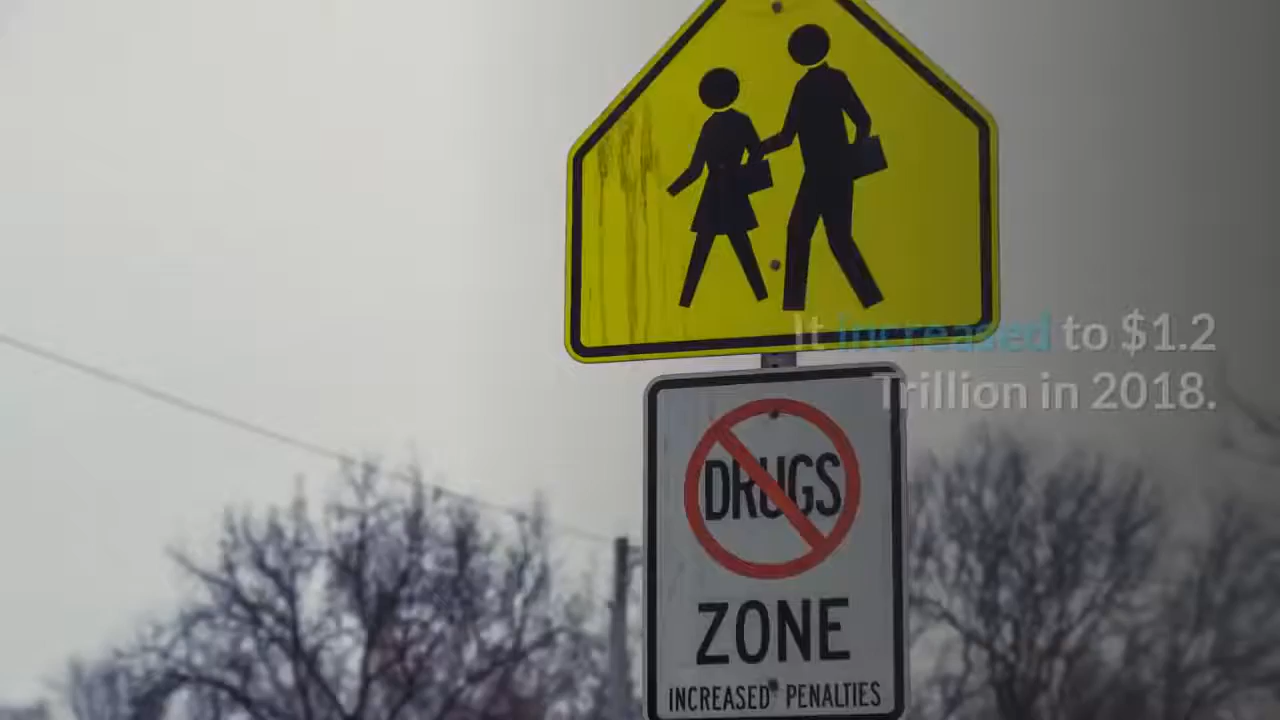 It increased to $1.2
Trillion in 2018.
DRUGS
ZONE
INCREASED PENALTIES